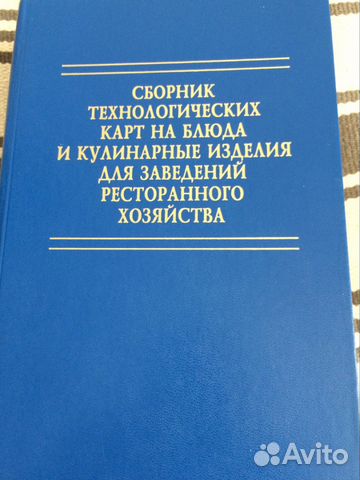 СБОРНИК
ТЕХНОЛОГИЧЕСКИХ
КАРТ НА БЛЮДА
И КУЛИНАРНЫЕ ИЗДЕЛИЯ
ДЛЯ ЗАВЕДЕНИЙ
РЕСТОРАННОГО
ХОЗЯЙСТВА
Avito